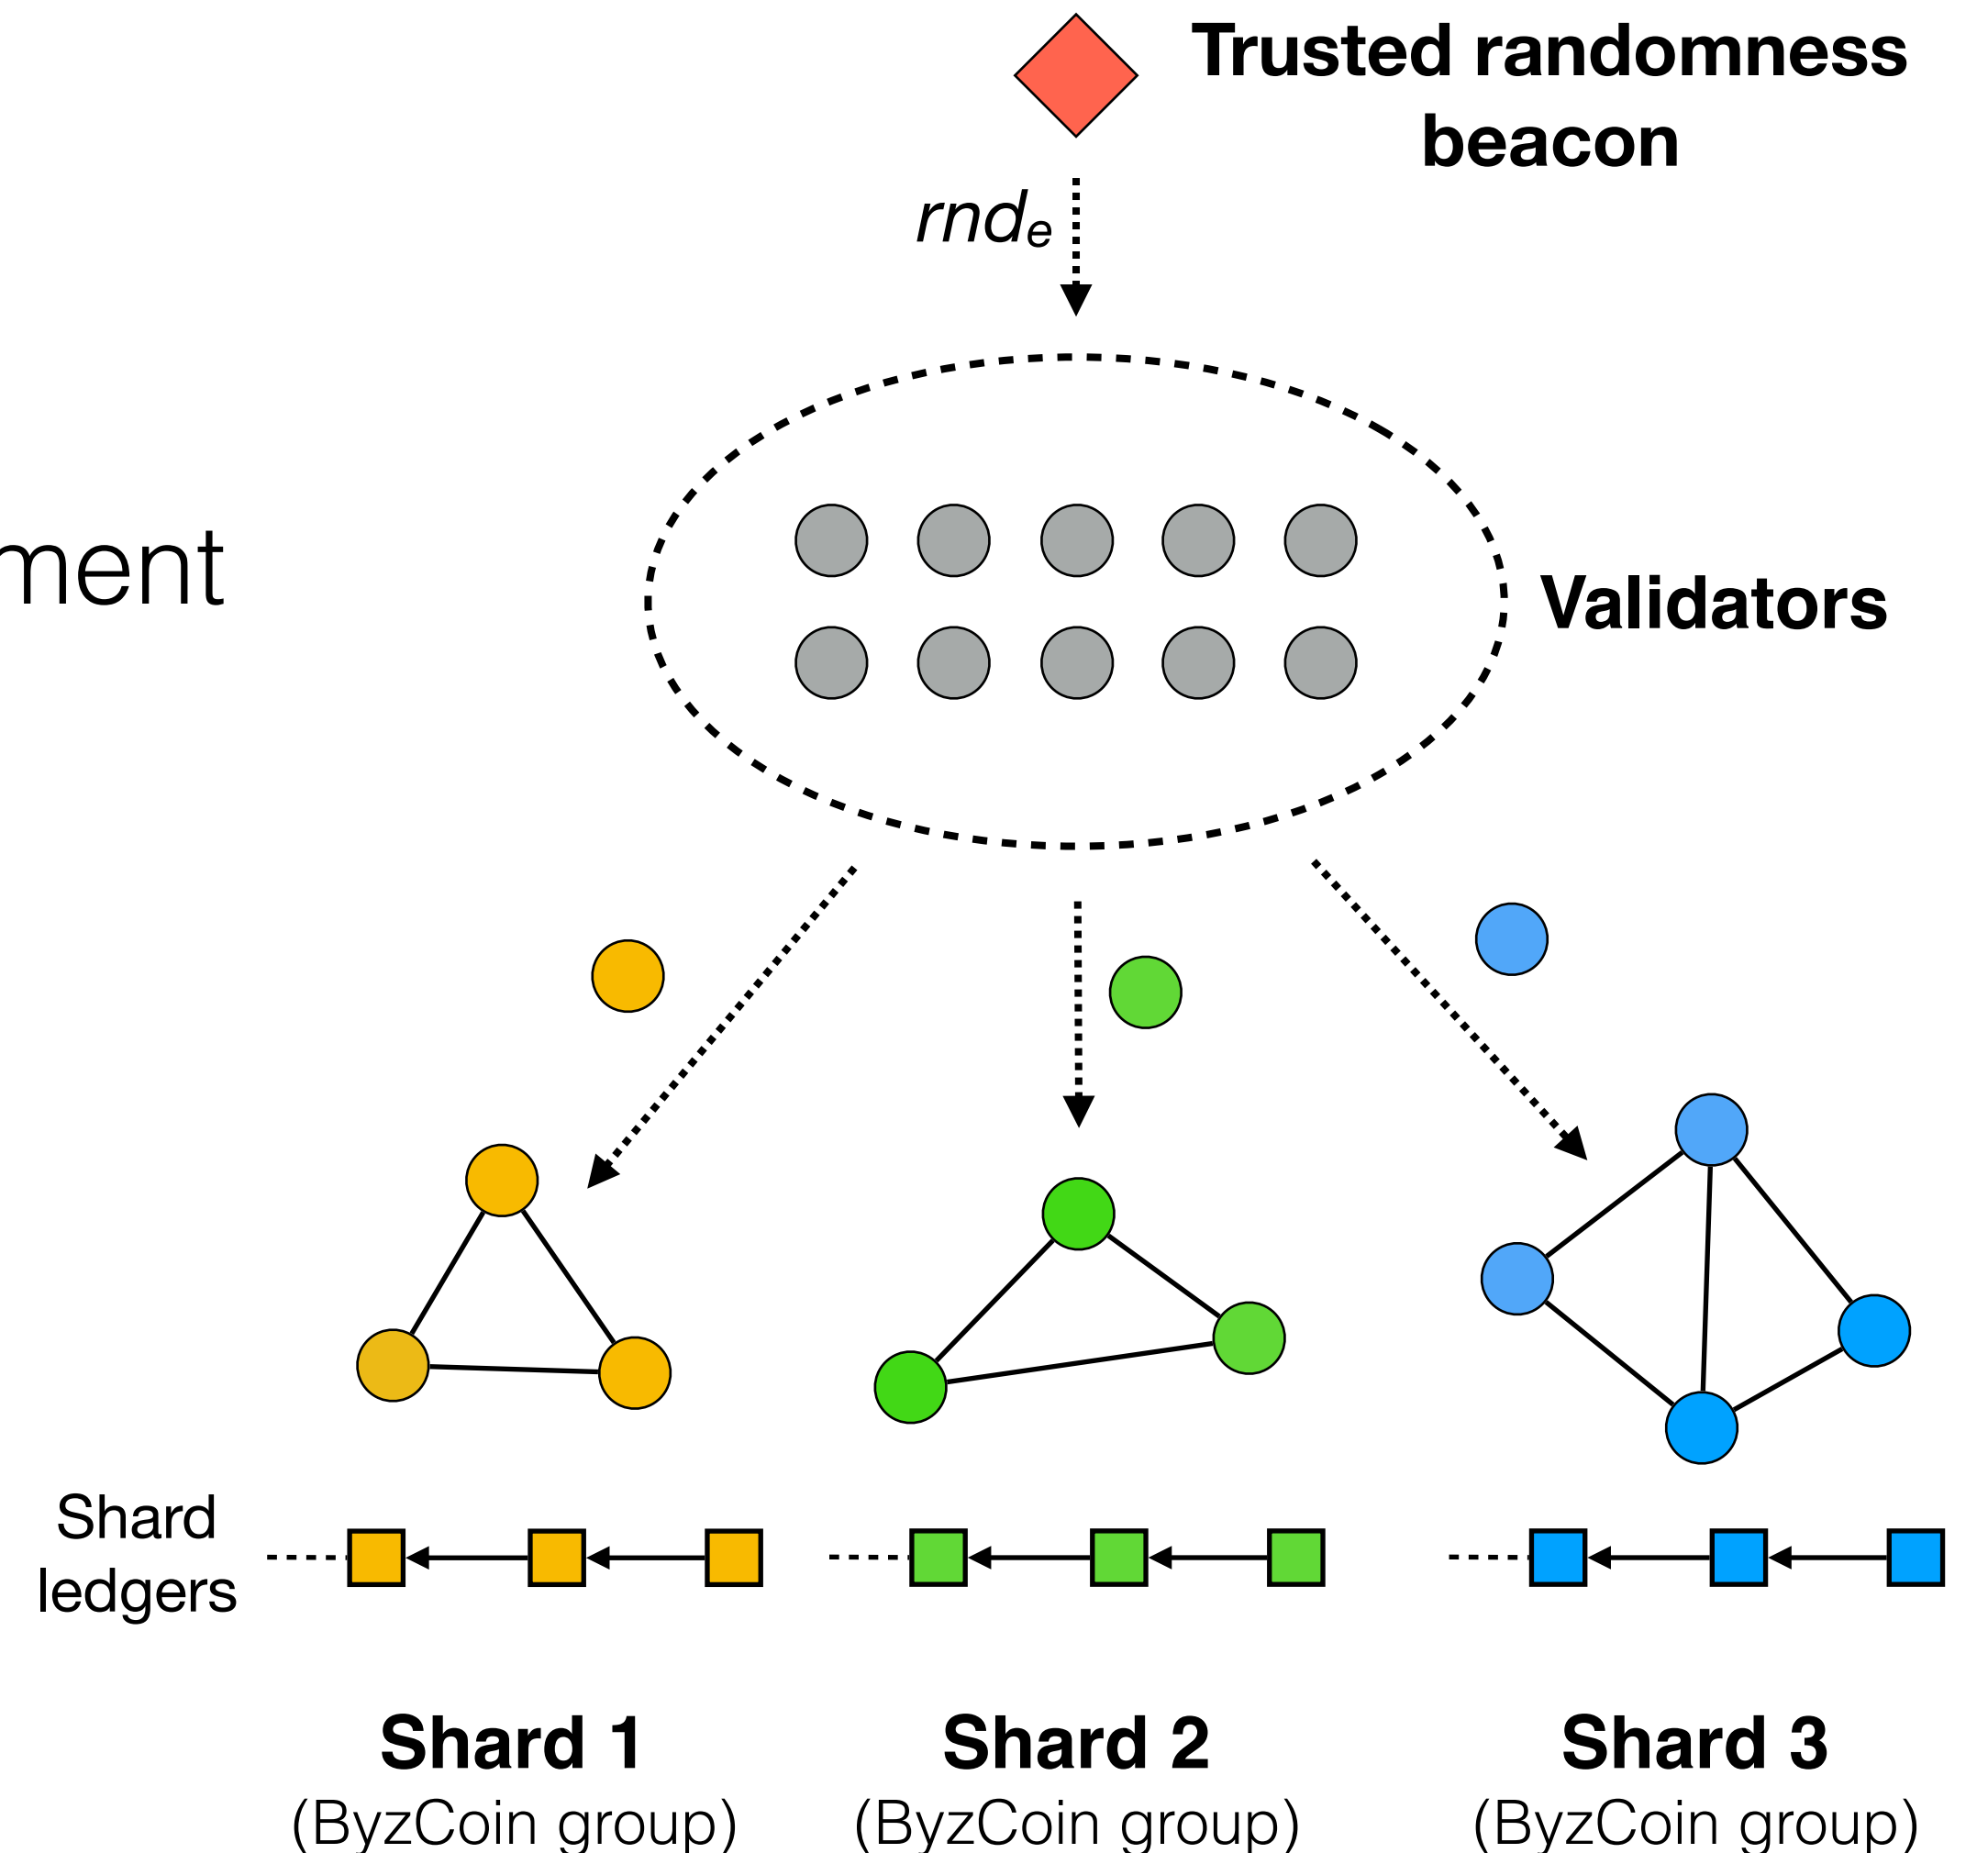 Trusted randomness
beacon
rnde
ment
Validators
Shard
ledgers
Shard 1
Shard 2
Shard 3
(ByzCoin group)
(ByzCoin group)
(ByzCoin group)